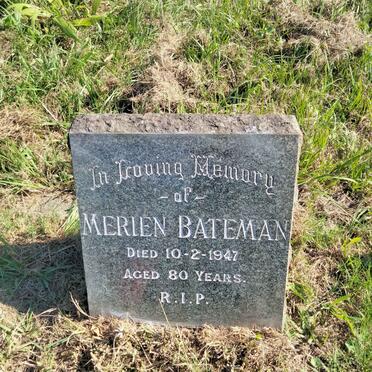 In Loving Memory
- of -
MERIEN BATEMAN
DIED 10-2-1947
AGED 80 YEARS.
R.I.P.